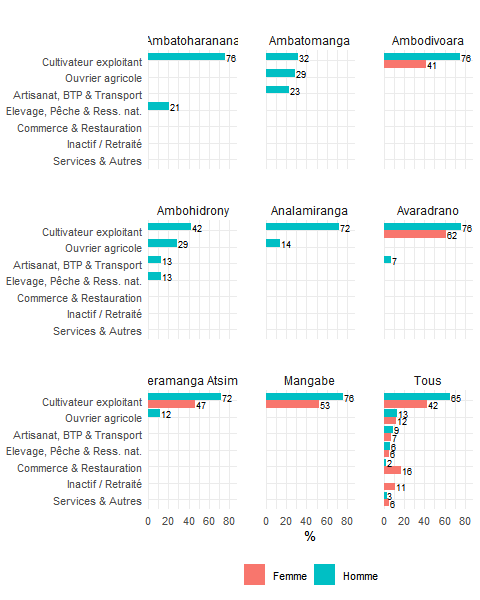 Ambatoharanana Ambatomanga Ambodivoara
Cultivateur exploitant 76 32 76 41
Ouvrier agricole 29
Artisanat, BTP & Transport 23
Elevage, Pêche & Ress. nat. 21
Commerce & Restauration
Inactif / Retraité
Services & Autres
Ambohidrony Analamiranga Avaradrano
Cultivateur exploitant 42 72 76 62
Ouvrier agricole 29 14
Artisanat, BTP & Transport 13 7
Elevage, Pêche & Ress. nat. 13
Commerce & Restauration
Inactif / Retraité
Services & Autres
eramanga Atsim Mangabe Tous
Cultivateur exploitant 72 47 76 53 65 42
Ouvrier agricole 12 13 12
Artisanat, BTP & Transport 9 7
Elevage, Pêche & Ress. nat. 6 6
Commerce & Restauration 2 16
Inactif / Retraité 11
Services & Autres 3 6
0 20 40 60 80 0 20 40 60 80 0 20 40 60 80
%
Femme Homme